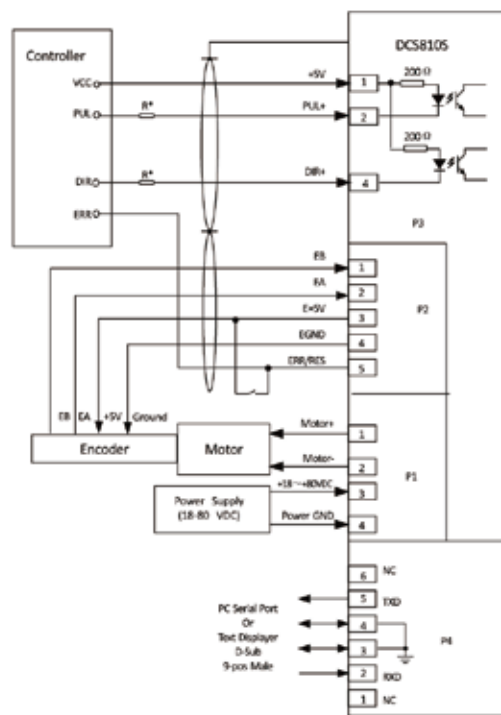 Controller
DCS810S
VCC
+5V
1
200Ω
PUL
R*
PUL+
2
200Ω
DIR
R*
DIR+
4
ERR
P3
EB
1
EA
2
E+5V
3
P2
EGND
4
ERR/RES
5
EB EA +5V Ground
Encoder
Motor
Motor+
1
Motor-
2
P1
Power Supply
(18-80 VDC)
+18~+80VDC
3
Power GND
4
6 NC
5 TXD
PC Serial Port
Or
Text Displayer
D-Sub
9-pos Male
4
3
P4
2 RXD
1 NC